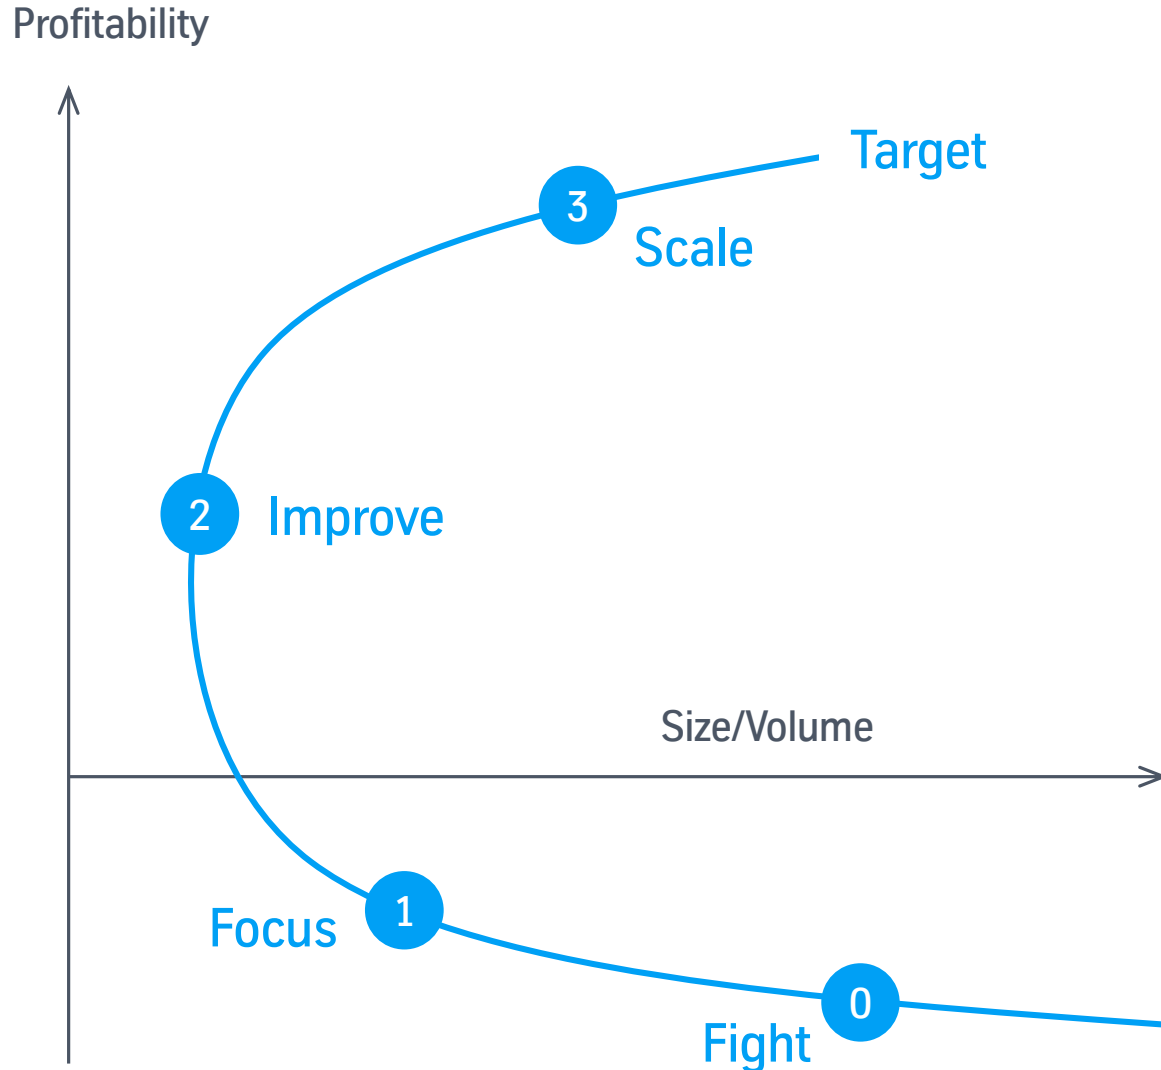 Profitability
Target
3
Scale
2
Improve
Size/Volume
1
Focus
0
Fight